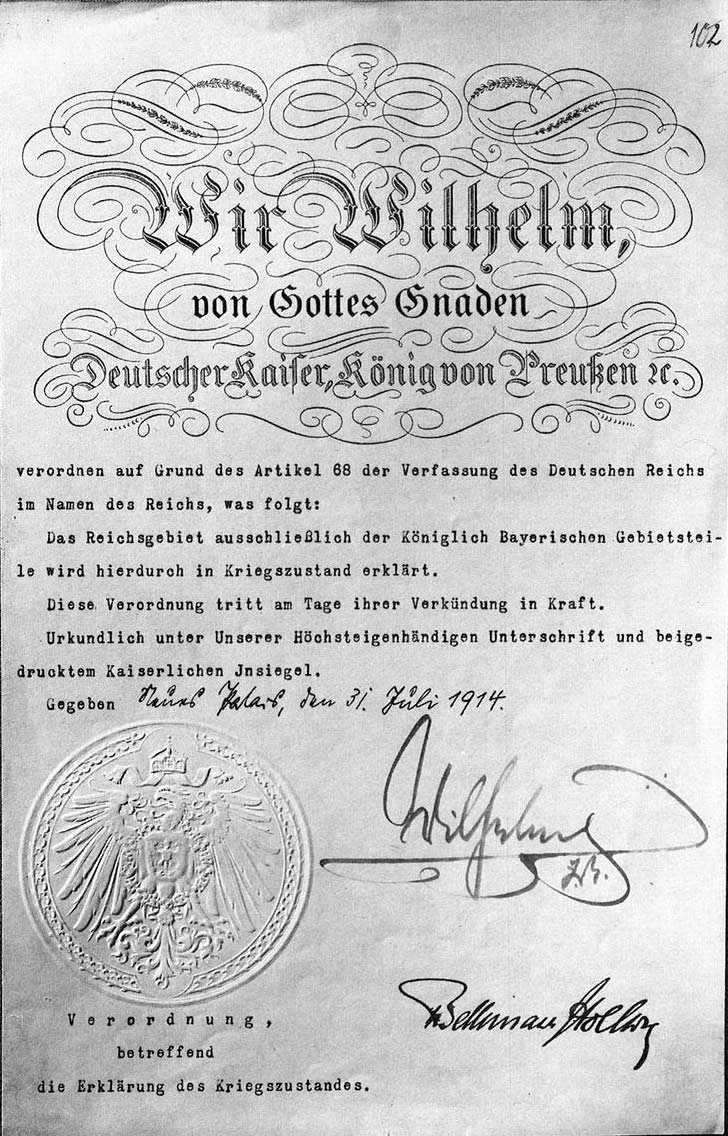 102
Wir Wilhelm,
von Gottes Gnaden
Deutscher Kaiser, König von Preußen ꝛc.
verordnen auf Grund des Artikel 68 der Verfassung des Deutschen Reichs
im Namen des Reichs, was folgt:
Das Reichsgebiet ausschließlich der Königlich Bayerischen Gebietstei-
le wird hierdurch in Kriegszustand erklärt.
Diese Verordnung tritt am Tage ihrer Verkündung in Kraft.
Urkundlich unter Unserer Höchsteigenhändigen Unterschrift und beige-
drucktem Kaiserlichen Jnsiegel.
Gegeben Neues Palais, den 31. Juli 1914.
Wilhelm
I.R.
Bethmann Hollweg
Verordnung,
betreffend
die Erklärung des Kriegszustandes.